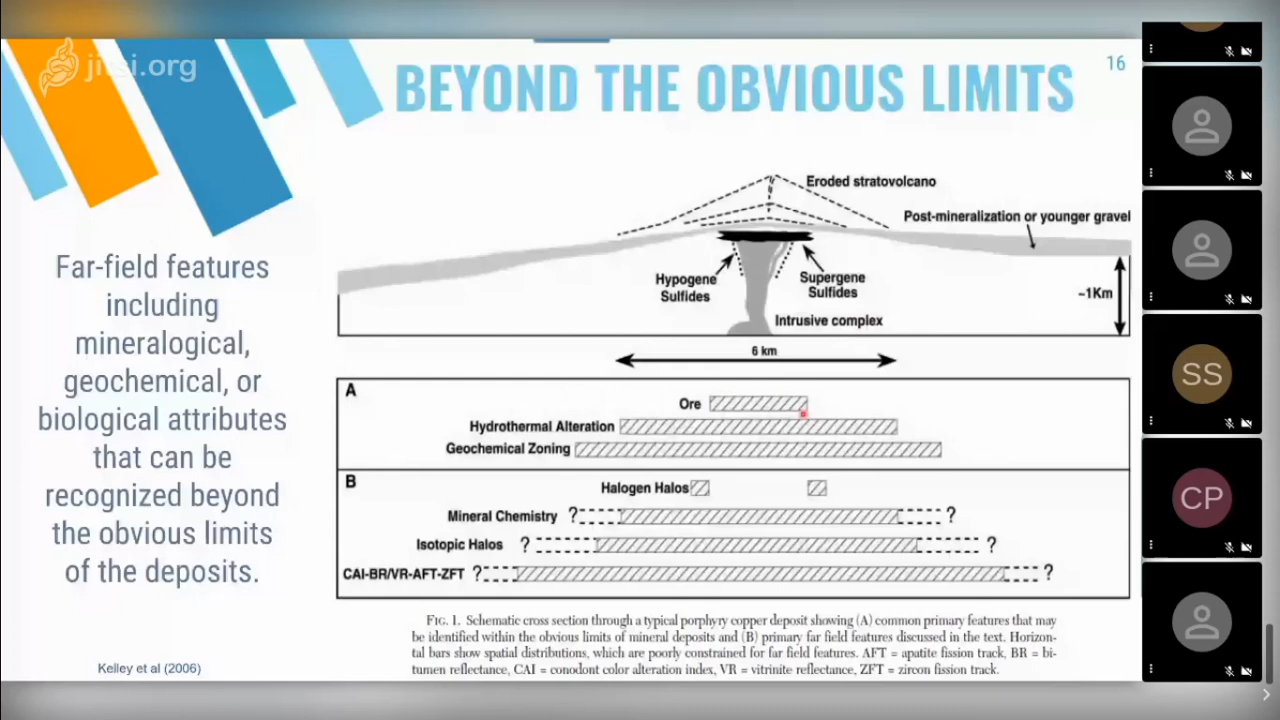 jitsi.org
BEYOND THE OBVIOUS LIMITS
16
Far-field features
including
mineralogical,
geochemical, or
biological attributes
that can be
recognized beyond
the obvious limits
of the deposits.
Kelley et al (2006)
Eroded stratovolcano
Post-mineralization or younger gravel
Hypogene
Sulfides
Supergene
Sulfides
~1Km
Intrusive complex
6 km
A
Ore
Hydrothermal Alteration
Geochemical Zoning
B
Halogen Halos
Mineral Chemistry ? ?
Isotopic Halos ? ?
CAI-BR/VR-AFT-ZFT ? ?
FIG. 1. Schematic cross section through a typical porphyry copper deposit showing (A) common primary features that may
be identified within the obvious limits of mineral deposits and (B) primary far field features discussed in the text. Horizon-
tal bars show spatial distributions, which are poorly constrained for far field features. AFT = apatite fission track, BR = bi-
tumen reflectance, CAI = conodont color alteration index, VR = vitrinite reflectance, ZFT = zircon fission track.
SS
CP